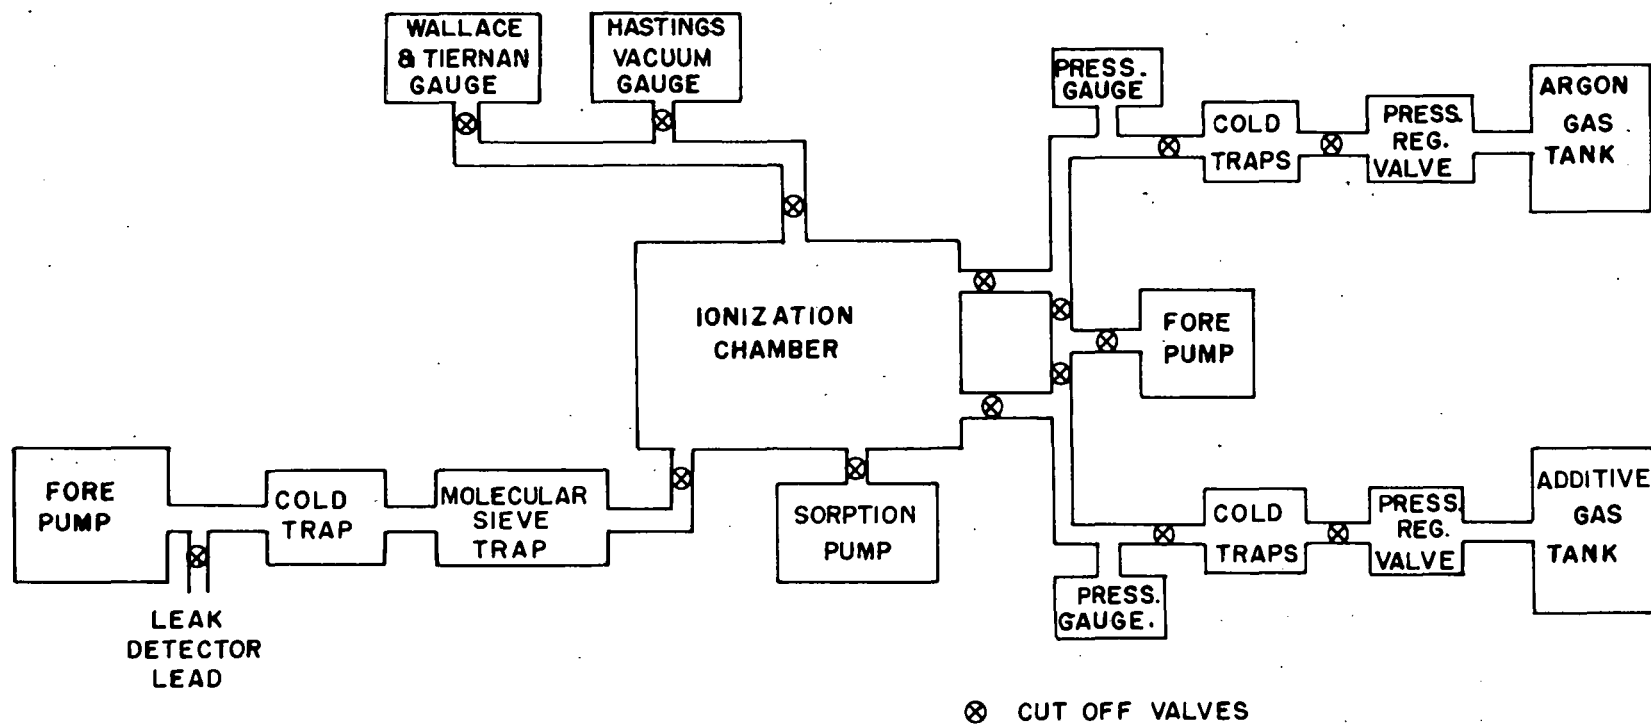 WALLACE
& TIERNAN
GAUGE
HASTINGS
VACUUM
GAUGE
PRESS.
GAUGE
COLD
TRAPS
PRESS.
REG.
VALVE
ARGON
GAS
TANK
IONIZATION
CHAMBER
FORE
PUMP
FORE
PUMP
COLD
TRAP
MOLECULAR
SIEVE
TRAP
SORPTION
PUMP
PRESS.
GAUGE.
COLD
TRAPS
PRESS.
REG.
VALVE
ADDITIVE
GAS
TANK
LEAK
DETECTOR
LEAD
CUT OFF VALVES